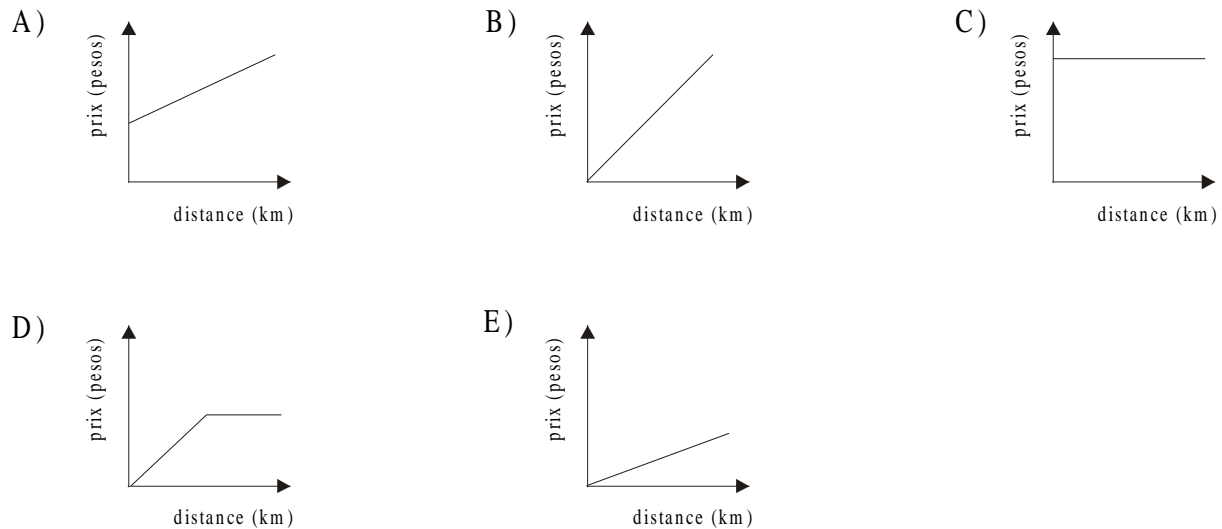 A)
prix (pesos)
distance (km)
B)
prix (pesos)
distance (km)
C)
prix (pesos)
distance (km)
D)
prix (pesos)
distance (km)
E)
prix (pesos)
distance (km)